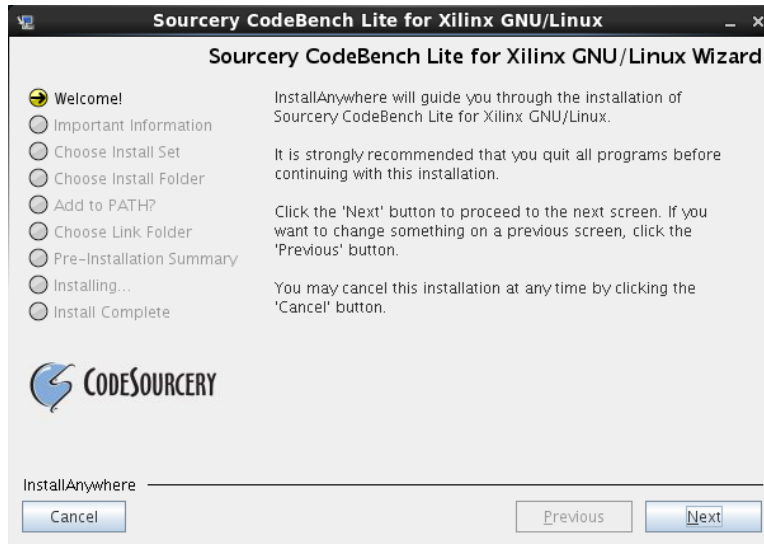 Sourcery CodeBench Lite for Xilinx GNU/Linux
Sourcery CodeBench Lite for Xilinx GNU/Linux Wizard
Welcome!
Important Information
Choose Install Set
Choose Install Folder
Add to PATH?
Choose Link Folder
Pre-Installation Summary
Installing...
Install Complete
InstallAnywhere will guide you through the installation of
Sourcery CodeBench Lite for Xilinx GNU/Linux.
It is strongly recommended that you quit all programs before
continuing with this installation.
Click the 'Next' button to proceed to the next screen. If you
want to change something on a previous screen, click the
'Previous' button.
You may cancel this installation at any time by clicking the
'Cancel' button.
CODESOURCERY
InstallAnywhere
Cancel
Previous
Next